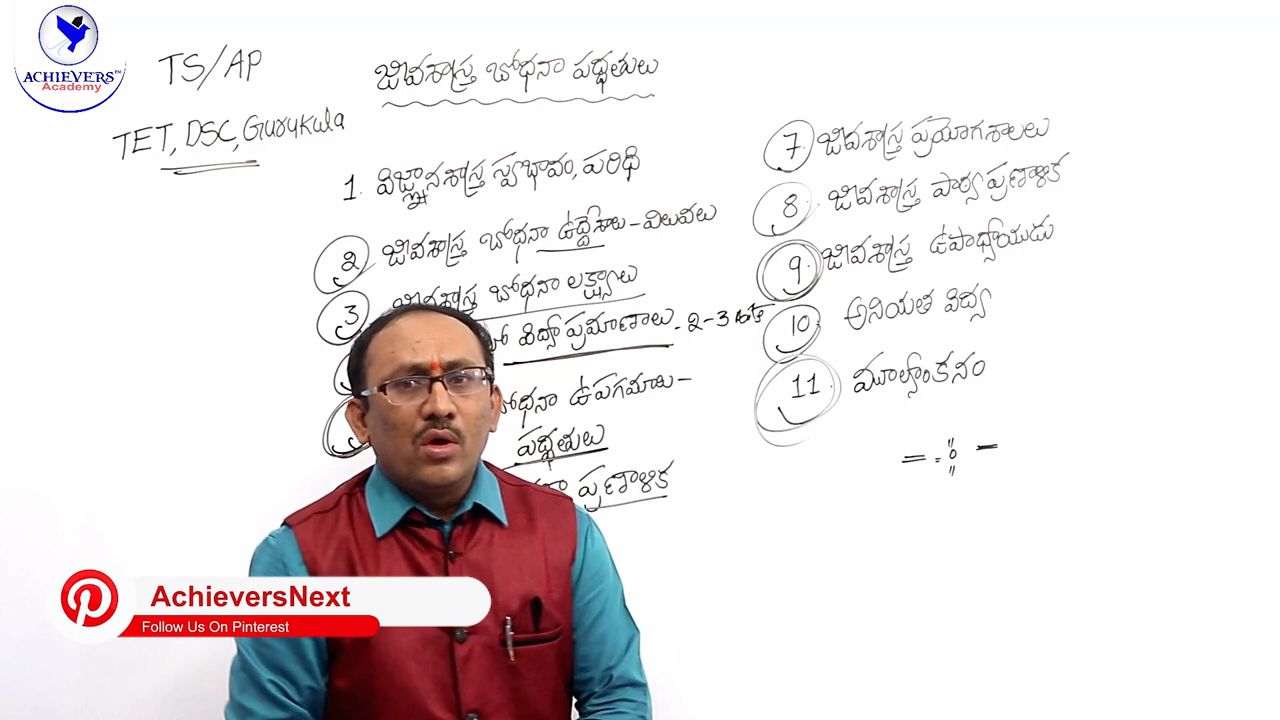 ACHIEVERS™
Academy
TS/AP
TET, DSC, Gurukula
జీవశాస్త్ర బోధనా పద్ధతులు
1. విజ్ఞానశాస్త్ర స్వభావం, పరిధి
2 జీవశాస్త్ర బోధనా ఉద్దేశాలు - విలువలు
3 జీవశాస్త్ర బోధనా లక్ష్యాలు
విద్యా ప్రమాణాలు - 2-3
బోధనా ఉపగమాలు -
పద్ధతులు
ప్రణాళిక
7 జీవశాస్త్ర ప్రయోగశాలలు
8 జీవశాస్త్ర పాఠ్య ప్రణాళిక
9 జీవశాస్త్ర ఉపాధ్యాయుడు
10 అనియత విద్య
11 మూల్యాంకనం
AchieversNext
Follow Us On Pinterest